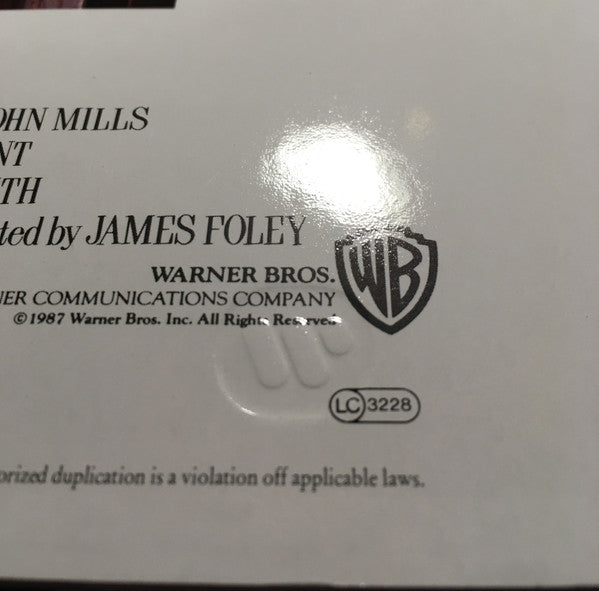 OHN MILLS
NT
TH
ted by JAMES FOLEY
WARNER BROS.
NER COMMUNICATIONS COMPANY
©1987 Warner Bros. Inc. All Rights Reserved
WB
LC 3228
orized duplication is a violation off applicable laws.